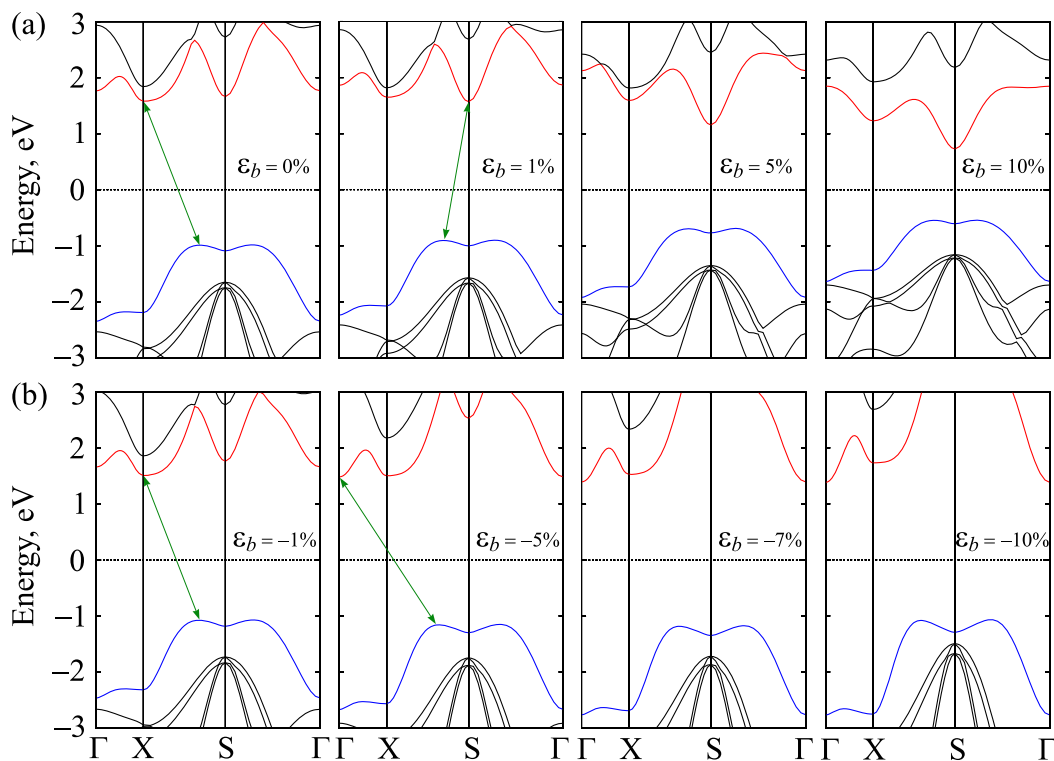 (a)
Energy, eV
3
2
1
0
−1
−2
−3
ε_b = 0%
ε_b = 1%
ε_b = 5%
ε_b = 10%
(b)
Energy, eV
3
2
1
0
−1
−2
−3
ε_b = −1%
ε_b = −5%
ε_b = −7%
ε_b = −10%
Γ X S Γ X S Γ X S Γ X S Γ